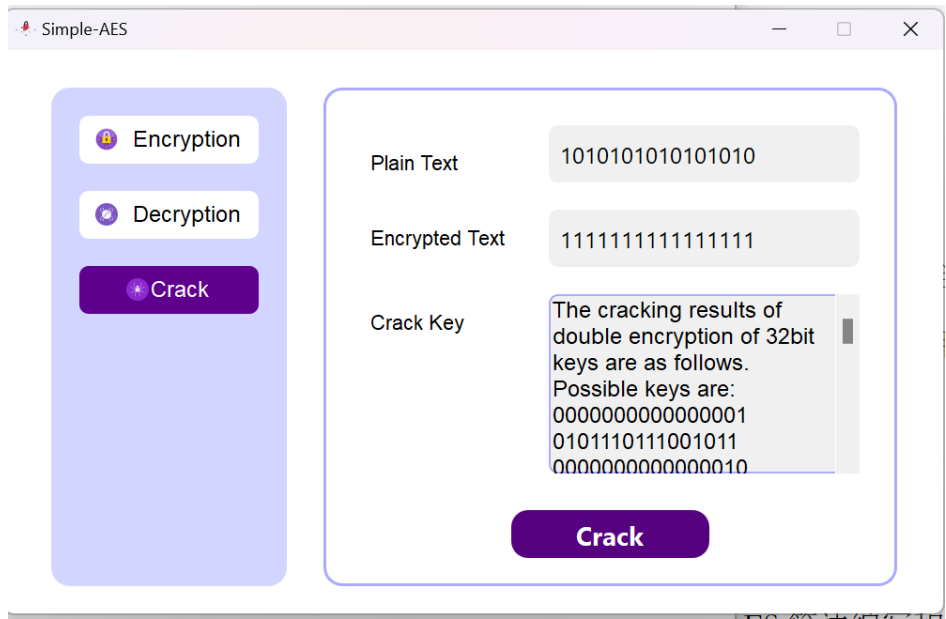 Simple-AES
Encryption
Decryption
Crack
Plain Text
1010101010101010
Encrypted Text
1111111111111111
Crack Key
The cracking results of
double encryption of 32bit
keys are as follows.
Possible keys are:
0000000000000001
0101110111001011
0000000000000010
Crack